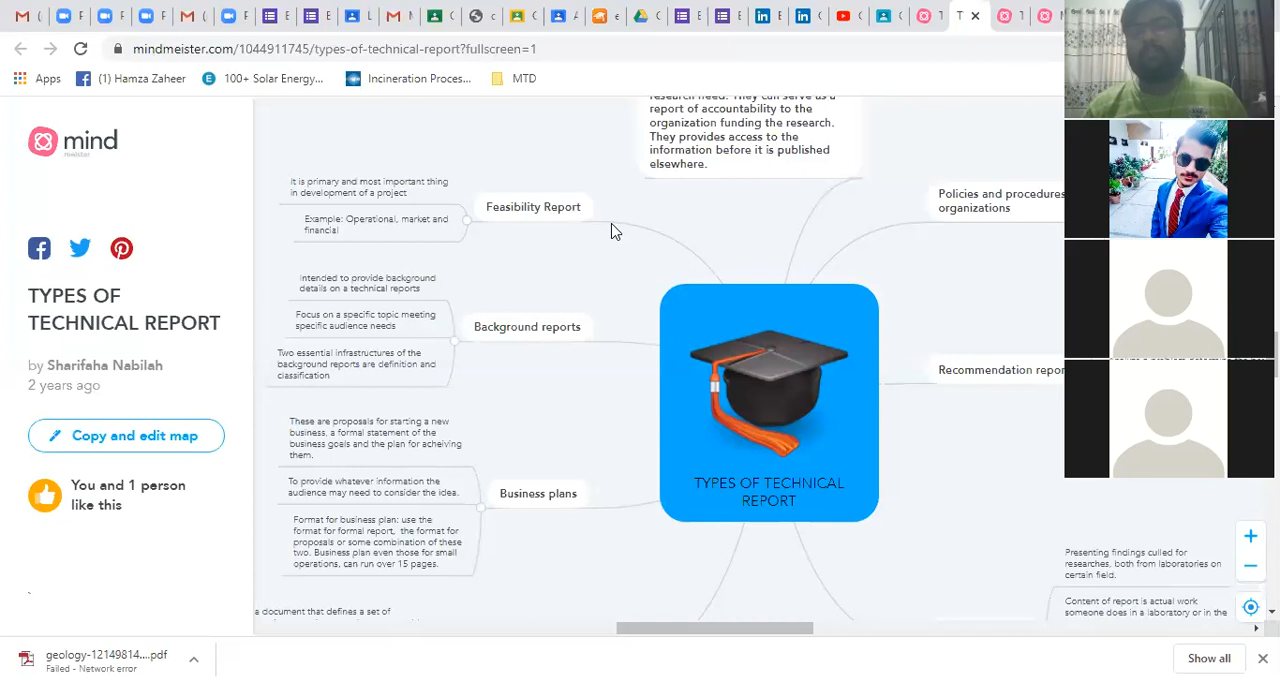 mindmeister.com/1044911745/types-of-technical-report?fullscreen=1
Apps
(1) Hamza Zaheer
100+ Solar Energy...
Incineration Proces...
MTD
mind
meister
TYPES OF
TECHNICAL REPORT
by Sharifaha Nabilah
2 years ago
Copy and edit map
You and 1 person
like this
research need. They can serve as a
report of accountability to the
organization funding the research.
They provides access to the
information before it is published
elsewhere.
It is primary and most important thing
in development of a project
Example: Operational, market and
financial
Feasibility Report
Policies and procedures
organizations
Intended to provide background
details on a technical reports
Focus on a specific topic meeting
specific audience needs
Two essential infrastructures of the
background reports are definition and
classification
Background reports
Recommendation repor
These are proposals for starting a new
business, a formal statement of the
business goals and the plan for acheiving
them.
To provide whatever information the
audience may need to consider the idea.
Format for business plan: use the
format for formal report, the format for
proposals or some combination of these
two. Business plan even those for small
operations, can run over 15 pages.
Business plans
TYPES OF TECHNICAL
REPORT
Presenting findings culled for
researches, both from laboratories on
certain field.
Content of report is actual work
someone does in a laboratory or in the
a document that defines a set of
geology-12149814....pdf
Failed - Network error
Show all